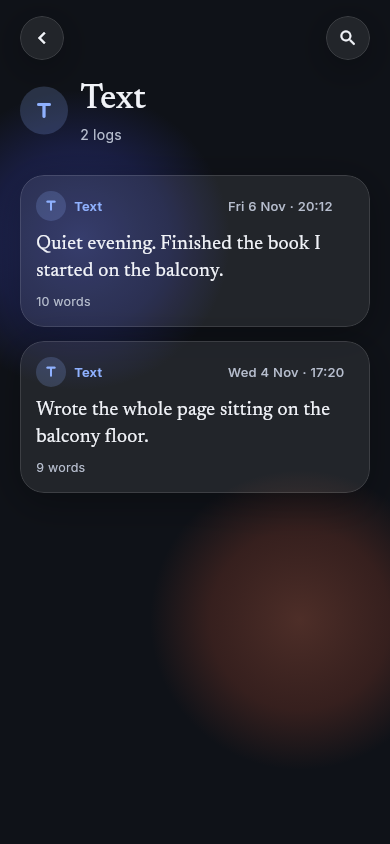 T
Text
2 logs
T Text Fri 6 Nov · 20:12
Quiet evening. Finished the book I
started on the balcony.
10 words
T Text Wed 4 Nov · 17:20
Wrote the whole page sitting on the
balcony floor.
9 words